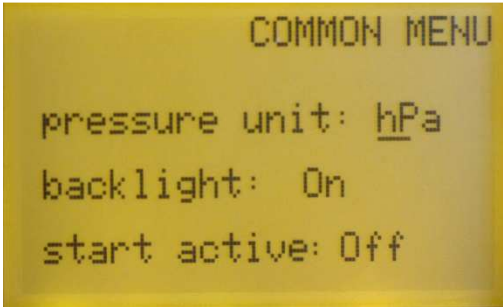 COMMON MENU
pressure unit: hPa
backlight: On
start active: Off